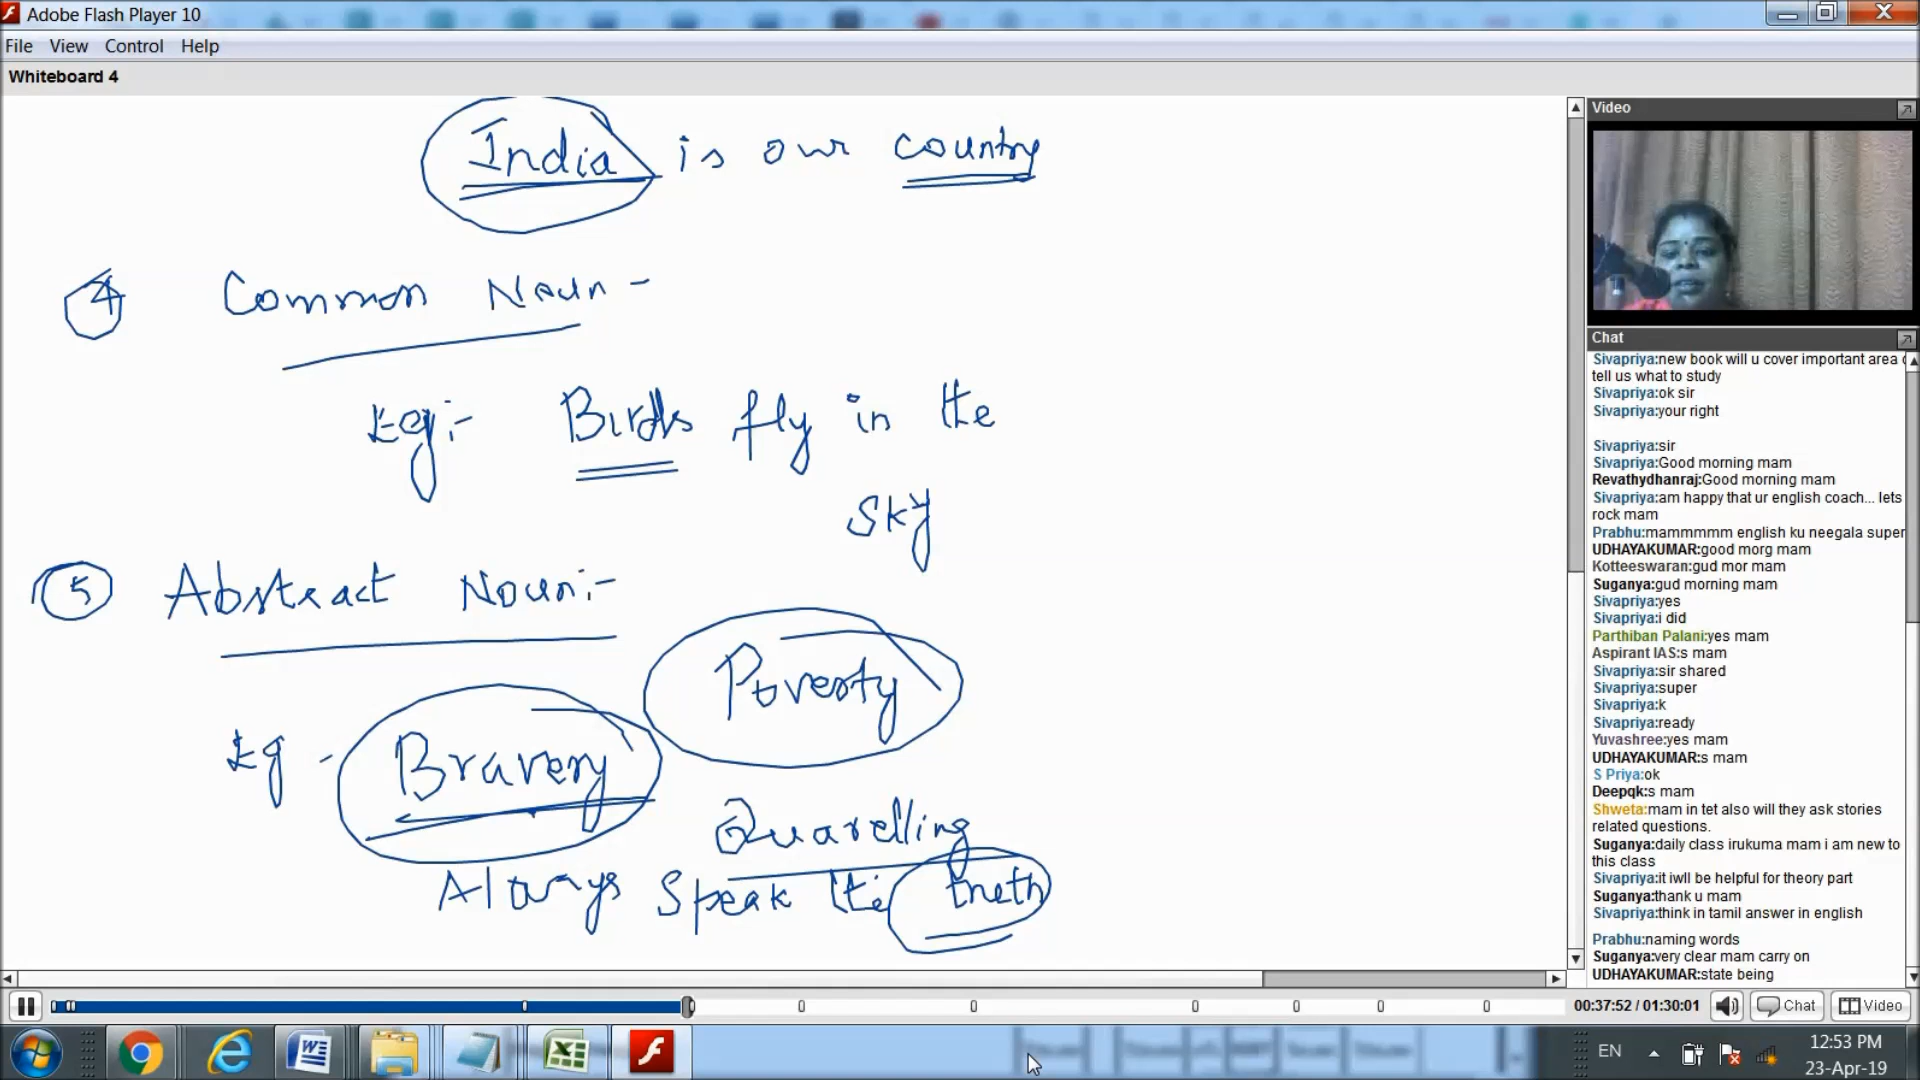 Adobe Flash Player 10
File View Control Help
Whiteboard 4
India is our country
4 Common Noun -
Eg:- Birds fly in the
sky
5 Abstract Noun:-
Poverty
Eg - Bravery
Quarelling
Always speak the truth
Video
Chat
Sivapriya:new book will u cover important area
tell us what to study
Sivapriya:ok sir
Sivapriya:your right
Sivapriya:sir
Sivapriya:Good morning mam
Revathydhanraj:Good morning mam
Sivapriya:am happy that ur english coach... lets
rock mam
Prabhu:mammmmm english ku neegala super
UDHAYAKUMAR:good morg mam
Kotteeswaran:gud mor mam
Suganya:gud morning mam
Sivapriya:yes
Sivapriya:i did
Parthiban Palani:yes mam
Aspirant IAS:s mam
Sivapriya:sir shared
Sivapriya:super
Sivapriya:k
Sivapriya:ready
Yuvashree:yes mam
UDHAYAKUMAR:s mam
S Priya:ok
Deepqk:s mam
Shweta:mam in tet also will they ask stories
related questions.
Suganya:daily class irukuma mam i am new to
this class
Sivapriya:it iwll be helpful for theory part
Suganya:thank u mam
Sivapriya:think in tamil answer in english
Prabhu:naming words
Suganya:very clear mam carry on
UDHAYAKUMAR:state being
00:37:52 / 01:30:01 Chat Video
EN 12:53 PM
23-Apr-19